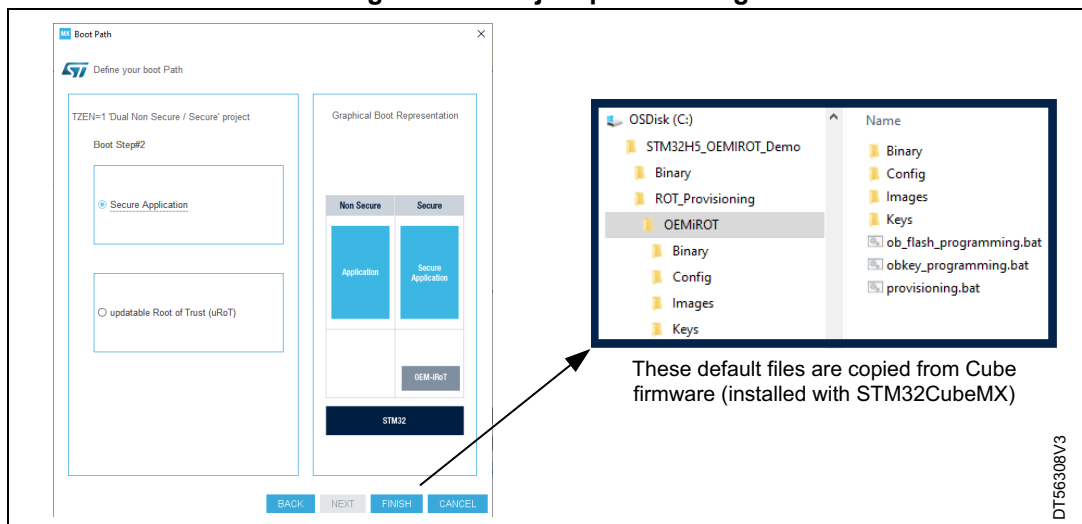 MX Boot Path
ST Define your boot Path
TZEN=1 'Dual Non Secure / Secure' project
Boot Step#2
Secure Application
updatable Root of Trust (uRoT)
Graphical Boot Representation
Non Secure Secure
Application
Secure
Application
OEM-iRoT
STM32
BACK NEXT FINISH CANCEL
OSDisk (C:)
STM32H5_OEMIROT_Demo
Binary
ROT_Provisioning
OEMiROT
Binary
Config
Images
Keys
Name
Binary
Config
Images
Keys
ob_flash_programming.bat
obkey_programming.bat
provisioning.bat
These default files are copied from Cube
firmware (installed with STM32CubeMX)
DT56308V3